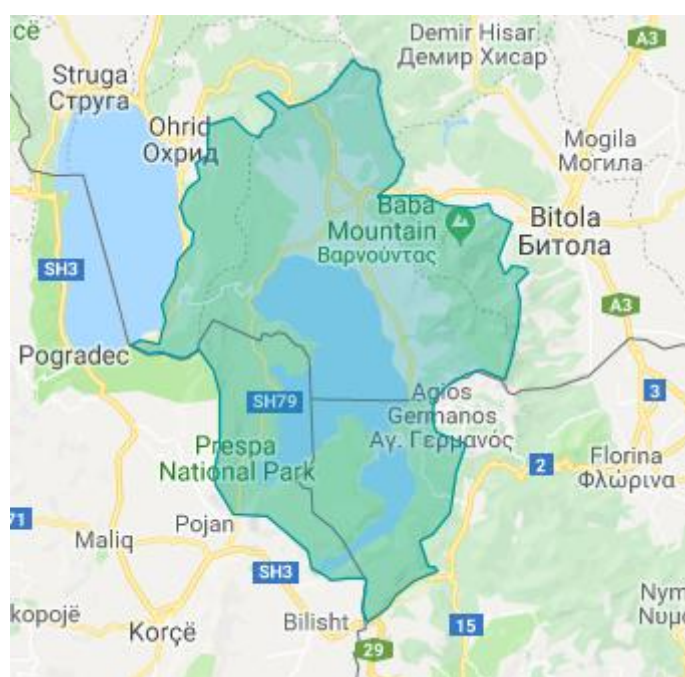 cë
Demir Hisar
Демир Хисар
A3
Struga
Струга
Ohrid
Охрид
Mogila
Могила
Baba
Mountain
Βαρνούντας
Bitola
Битола
SH3
A3
Pogradec
SH79
Agios
Germanos
Αγ. Γερμανός
3
Prespa
National Park
2
Florina
Φλώρινα
71
Pojan
Maliq
SH3
kopojë
Korçë
Bilisht
15
Nym
Νυμ
29